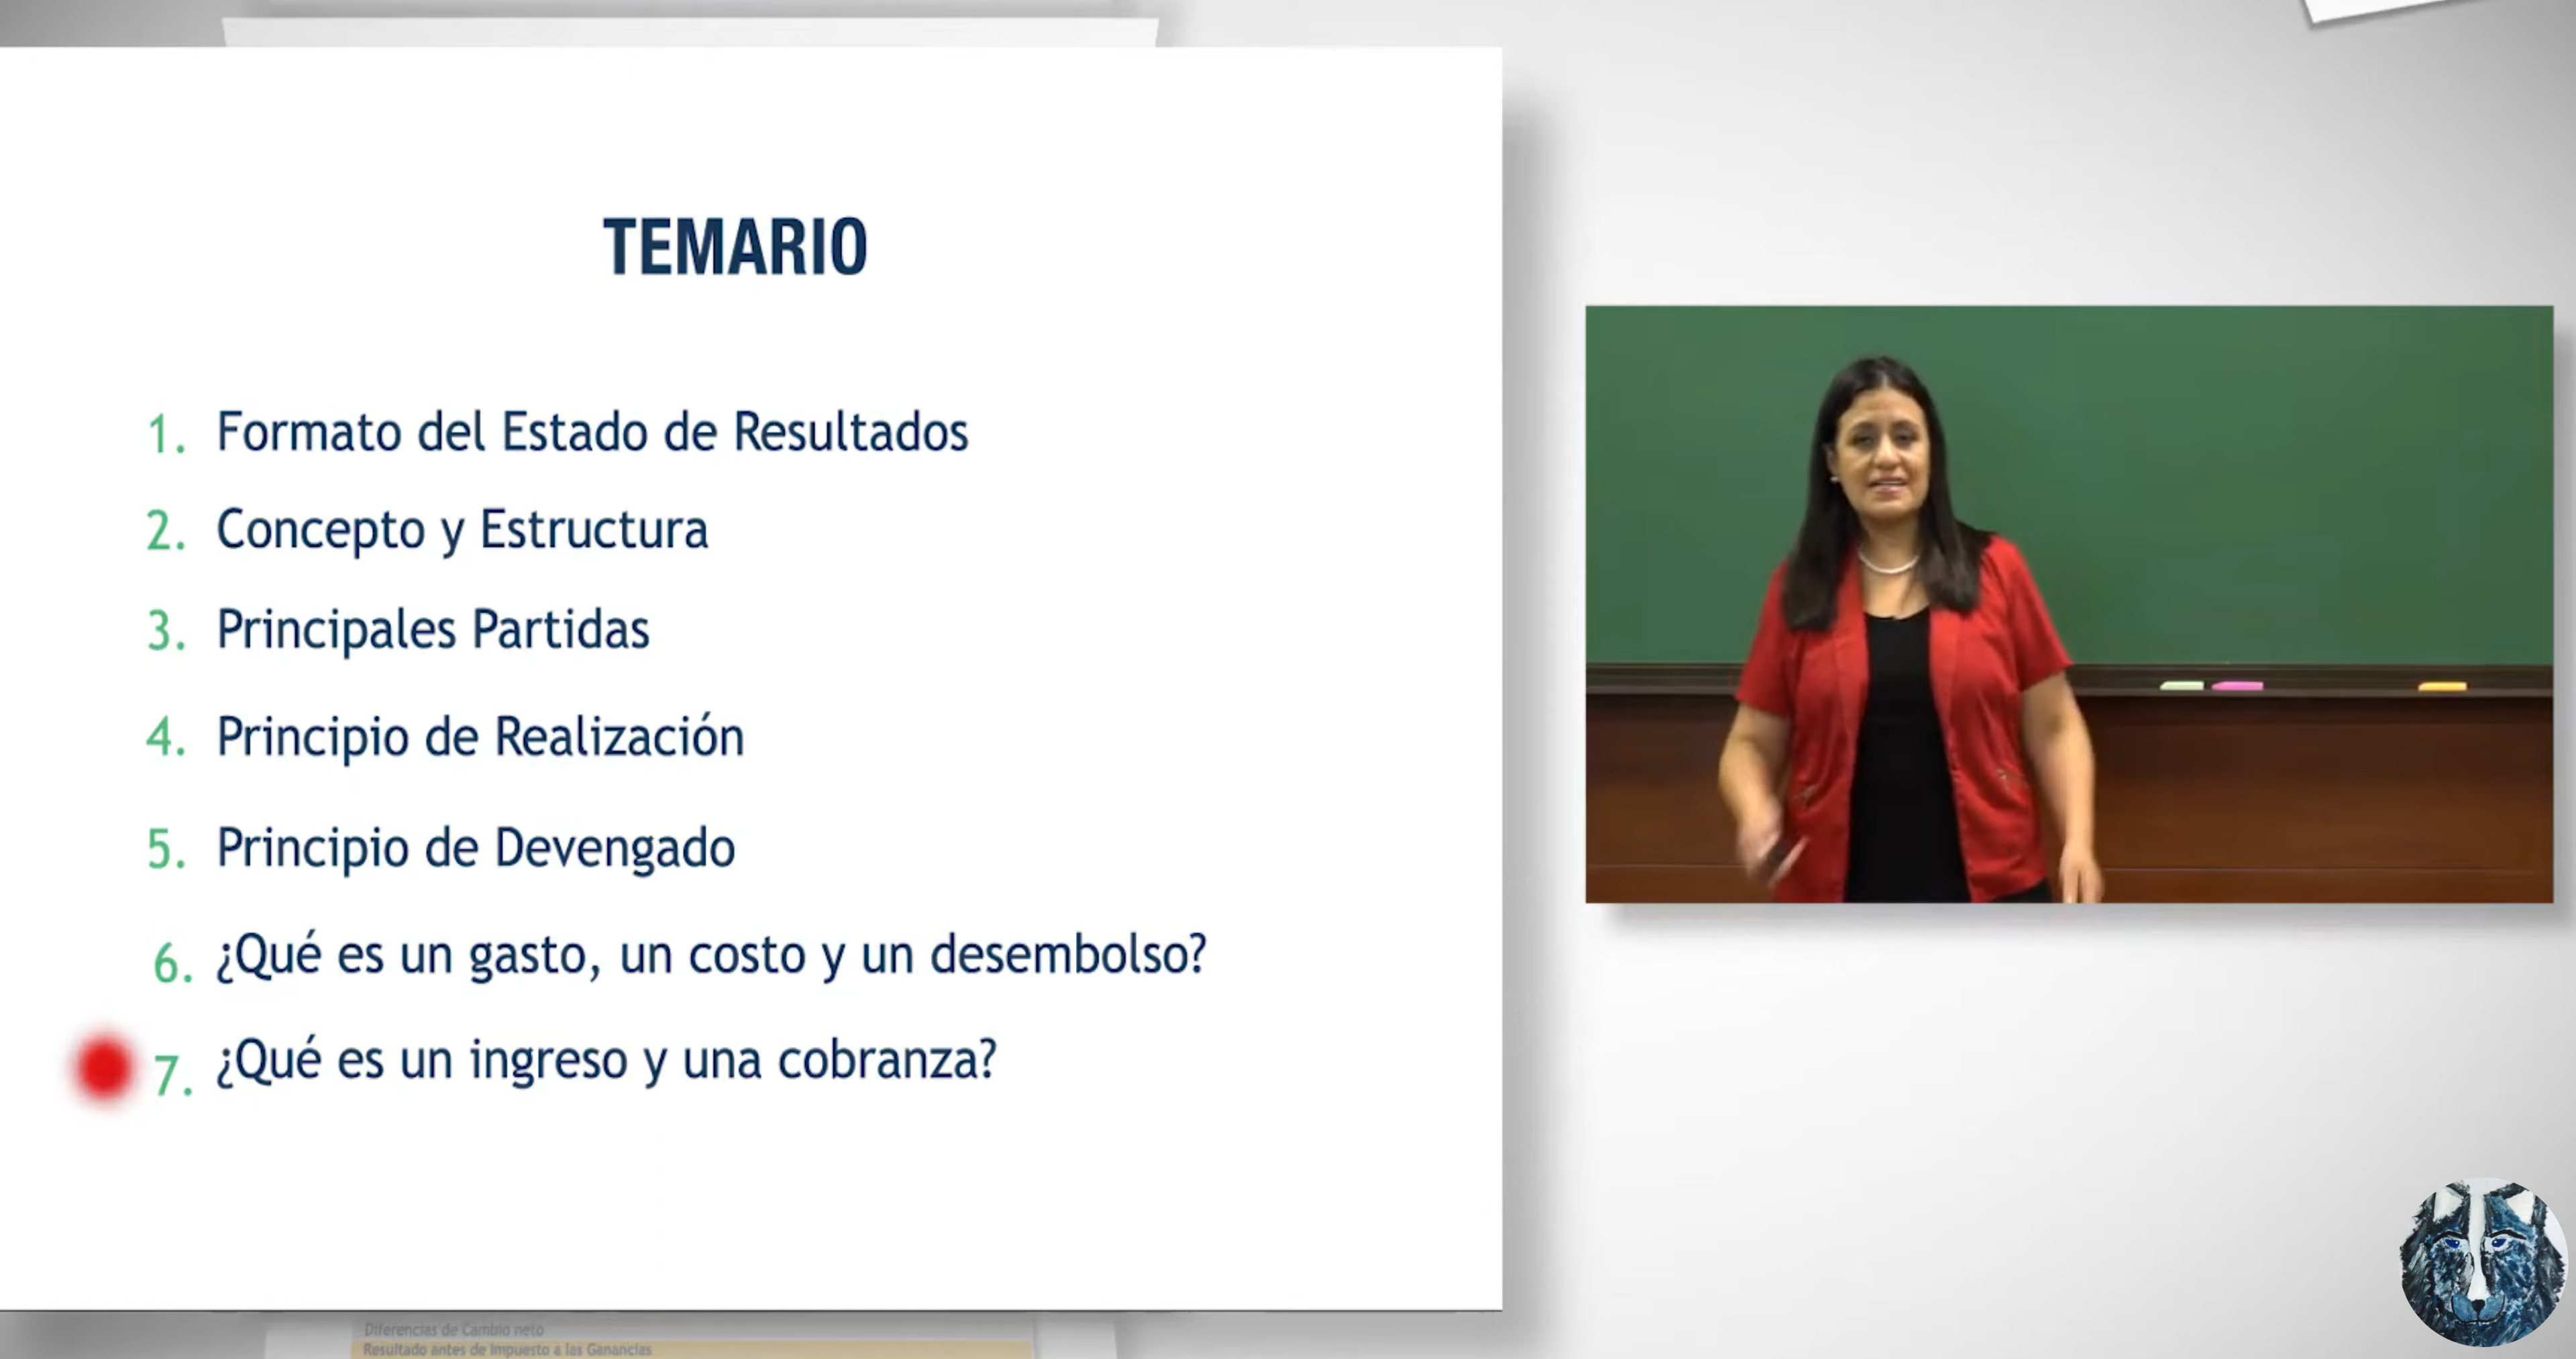 TEMARIO
1. Formato del Estado de Resultados
2. Concepto y Estructura
3. Principales Partidas
4. Principio de Realización
5. Principio de Devengado
6. ¿Qué es un gasto, un costo y un desembolso?
7. ¿Qué es un ingreso y una cobranza?
Diferencias de Cambio neto
Resultado antes de Impuesto a las Ganancias